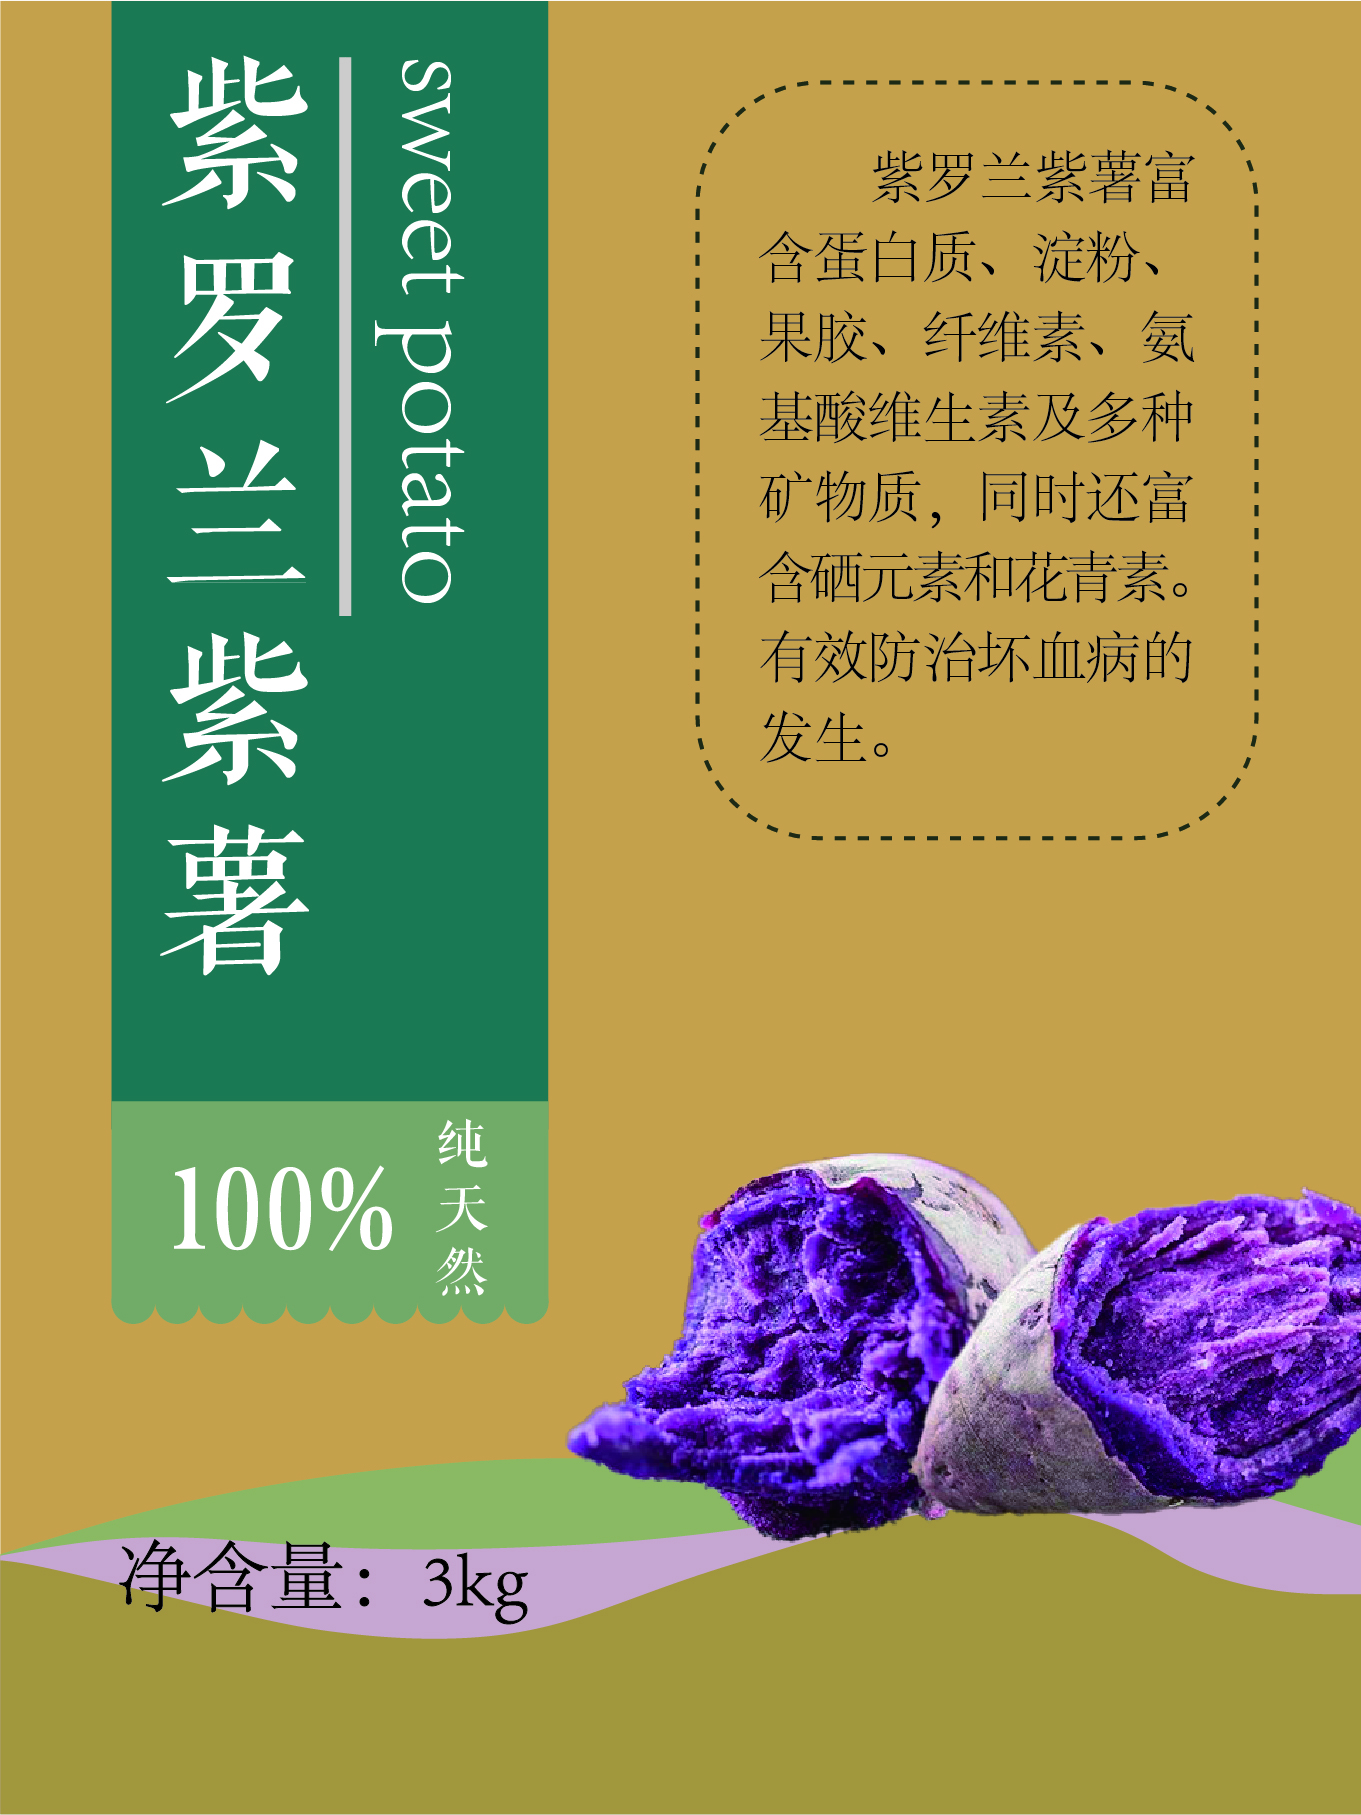 紫罗兰紫薯
sweet potato
100%
纯天然
紫罗兰紫薯富
含蛋白质、淀粉、
果胶、纤维素、氨
基酸维生素及多种
矿物质，同时还富
含硒元素和花青素。
有效防治坏血病的
发生。
净含量：3kg